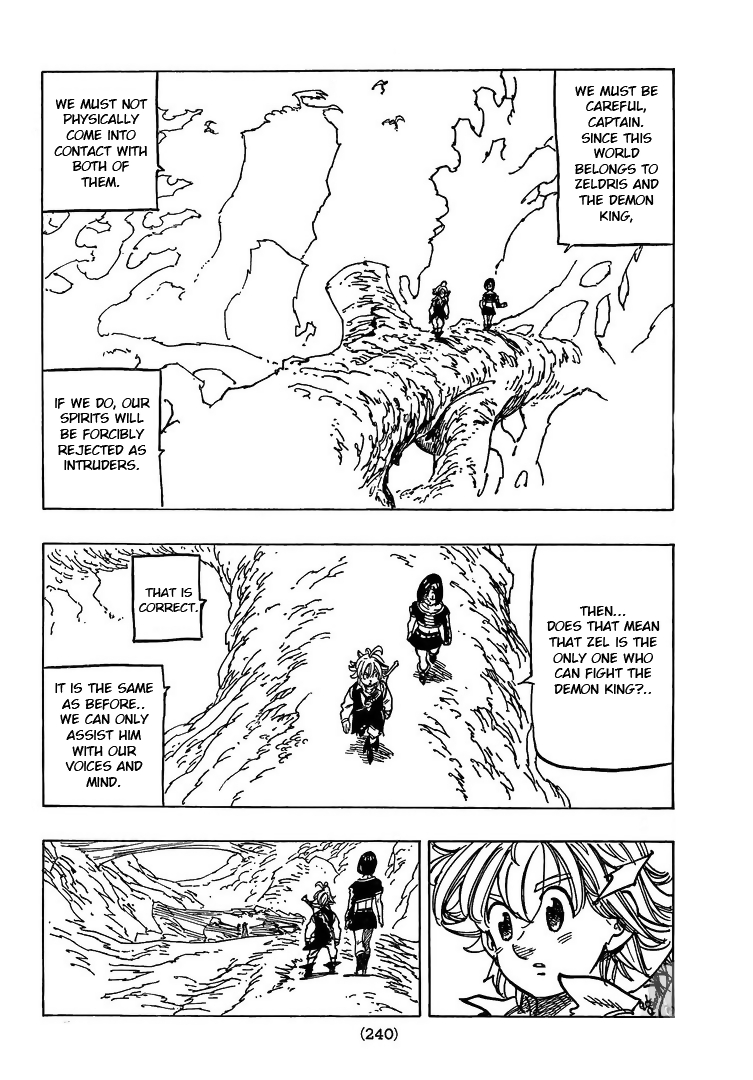 WE MUST BE
CAREFUL,
CAPTAIN.
SINCE THIS
WORLD
BELONGS TO
ZELDRIS AND
THE DEMON
KING,
WE MUST NOT
PHYSICALLY
COME INTO
CONTACT WITH
BOTH OF
THEM.
IF WE DO, OUR
SPIRITS WILL
BE FORCIBLY
REJECTED AS
INTRUDERS.
THEN...
DOES THAT MEAN
THAT ZEL IS THE
ONLY ONE WHO
CAN FIGHT THE
DEMON KING?..
THAT IS
CORRECT.
IT IS THE SAME
AS BEFORE..
WE CAN ONLY
ASSIST HIM
WITH OUR
VOICES AND
MIND.
(240)